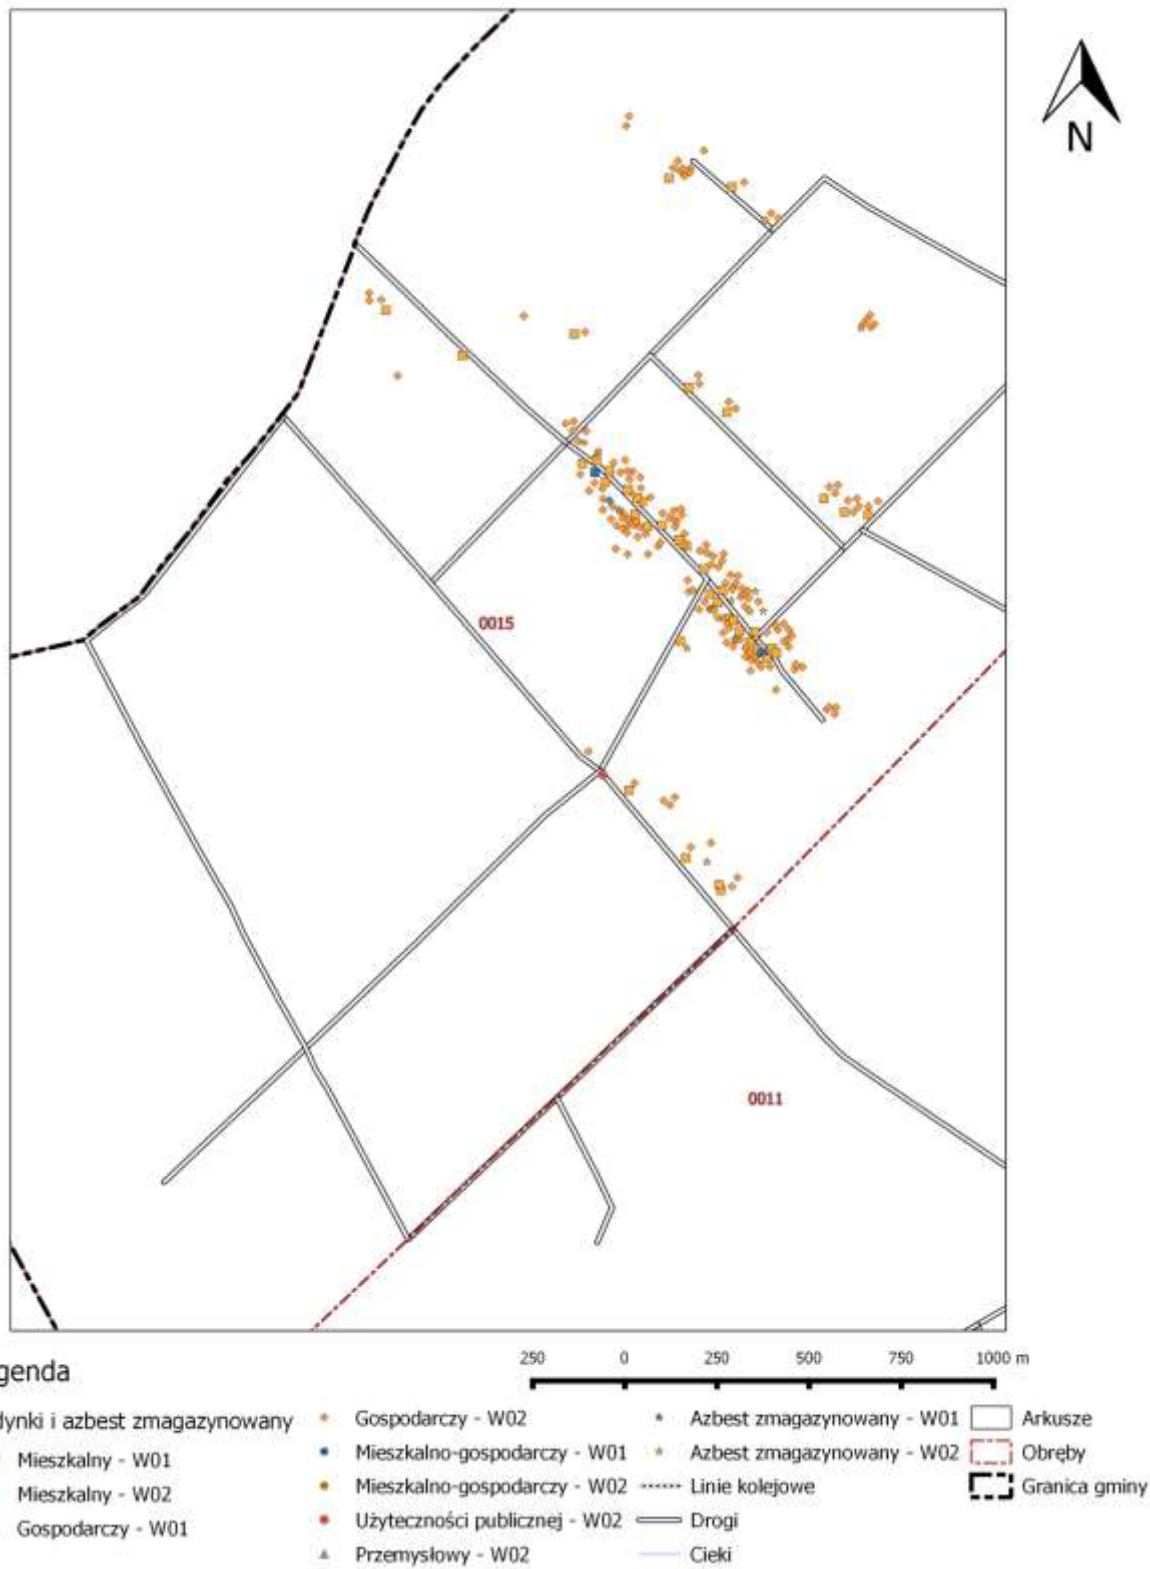 N
0015
0011
genda
250 0 250 500 750 1000 m
dynki i azbest zmagazynowany
Mieszkalny - W01
Mieszkalny - W02
Gospodarczy - W01
Gospodarczy - W02
Mieszkalno-gospodarczy - W01
Mieszkalno-gospodarczy - W02
Użyteczności publicznej - W02
Przemysłowy - W02
Azbest zmagazynowany - W01
Azbest zmagazynowany - W02
Linie kolejowe
Drogi
Cieki
Arkusze
Obręby
Granica gminy